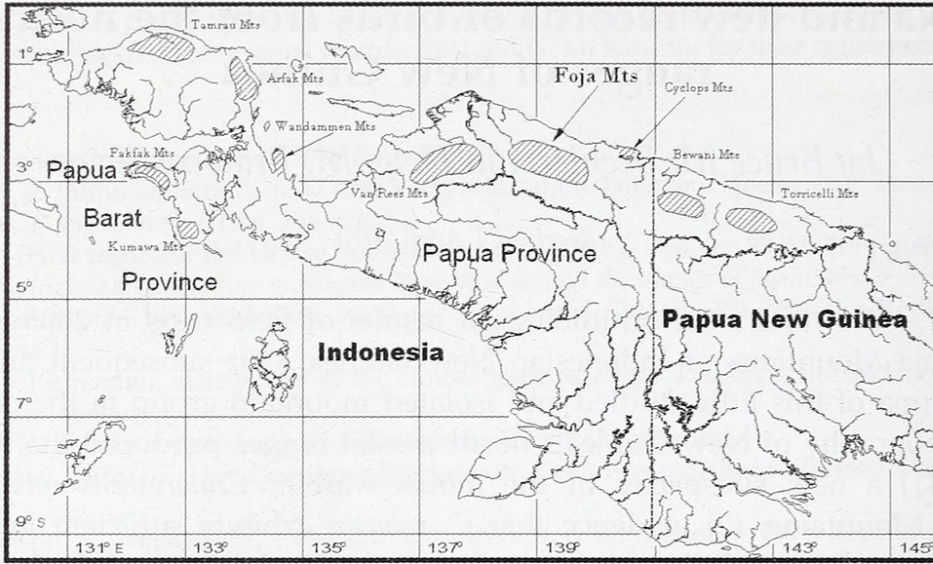 Tamrau Mts
1°
Arfak Mts
Foja Mts
Cyclops Mts
Wandammen Mts
Fakfak Mts
Bewani Mts
3°
Papua
Van Rees Mts
Torricelli Mts
Barat
Kumawa Mts
Papua Province
Province
5°
Papua New Guinea
Indonesia
7°
9° S
131° E
133°
135°
137°
139°
143°
145°